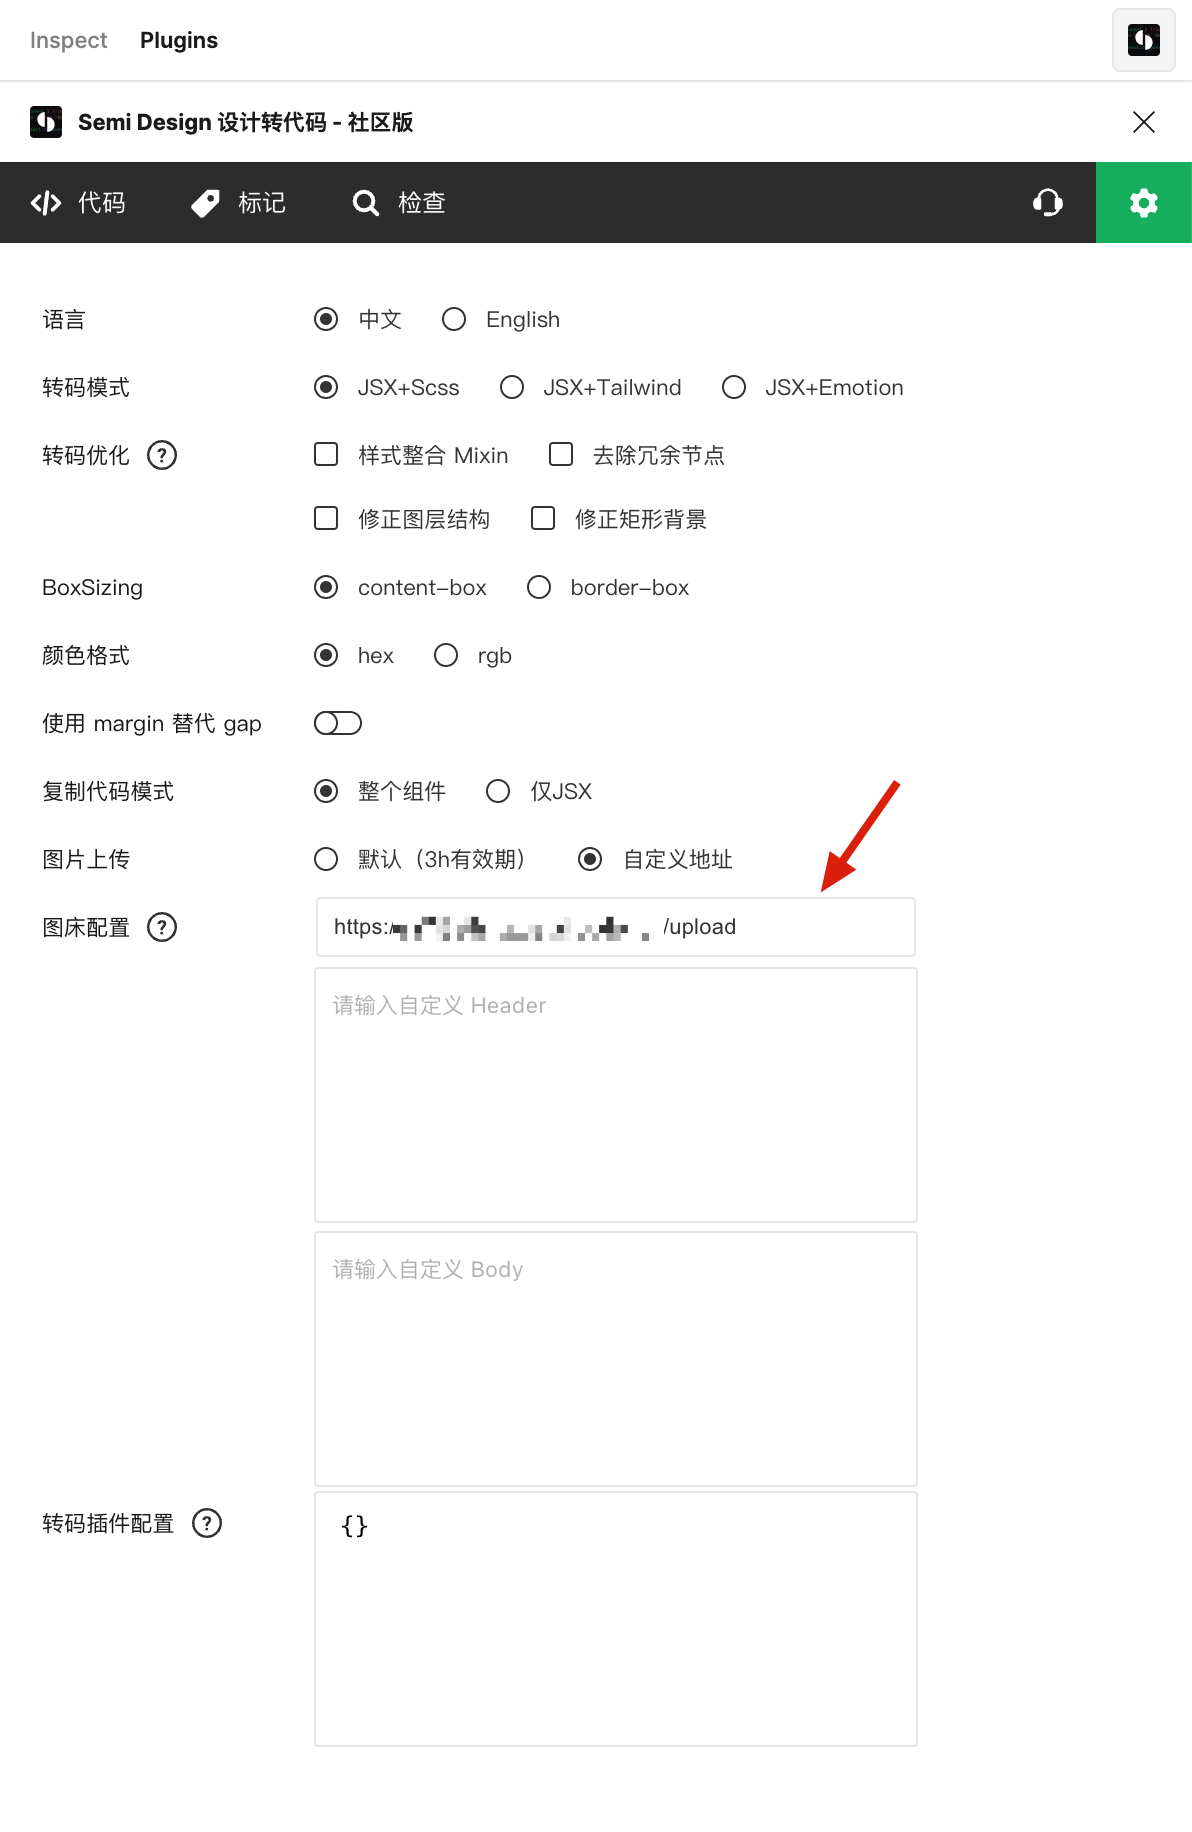 Inspect Plugins
Semi Design 设计转代码 - 社区版
代码 标记 检查
语言 中文 English
转码模式 JSX+Scss JSX+Tailwind JSX+Emotion
转码优化 ? 样式整合 Mixin 去除冗余节点
修正图层结构 修正矩形背景
BoxSizing content-box border-box
颜色格式 hex rgb
使用 margin 替代 gap
复制代码模式 整个组件 仅JSX
图片上传 默认（3h有效期） 自定义地址
图床配置 ? https:/ /upload
请输入自定义 Header
请输入自定义 Body
转码插件配置 ? {}